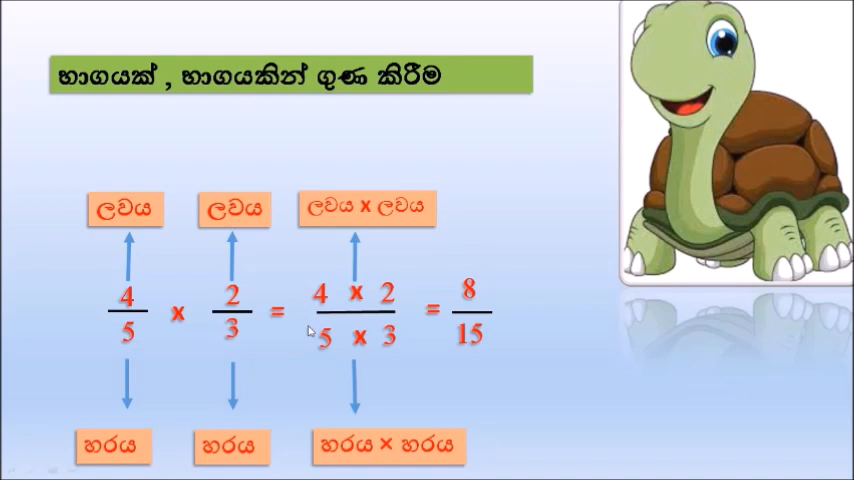 භාගයක් , භාගයකින් ගුණ කිරීම
ලවය ලවය ලවය x ලවය
4/5 x 2/3 = 4 x 2/5 x 3 = 8/15
හරය හරය හරය × හරය